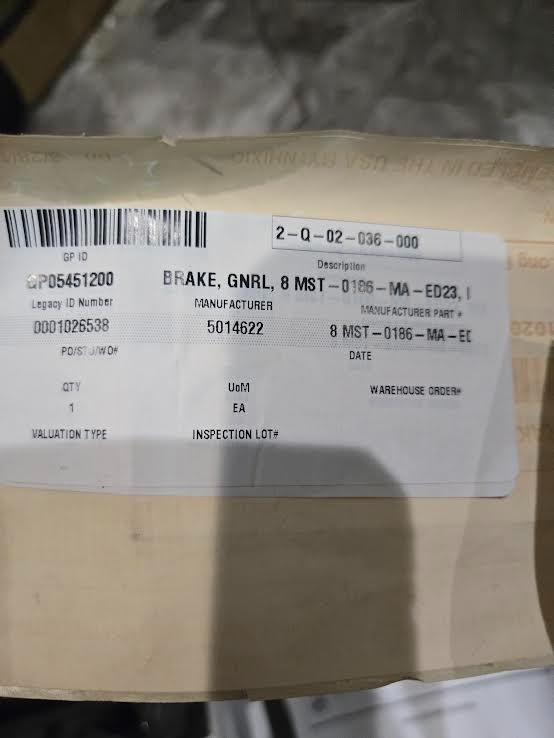 2-Q-02-036-000
GP ID
Description
GP05451200
BRAKE, GNRL, 8 MST-0186-MA-ED23, I
Legacy ID Number
MANUFACTURER
MANUFACTURER PART #
0001026538
5014622
8 MST-0186-MA-ED
PO/STO/WO#
DATE
QTY
UoM
WAREHOUSE ORDER#
1
EA
VALUATION TYPE
INSPECTION LOT#